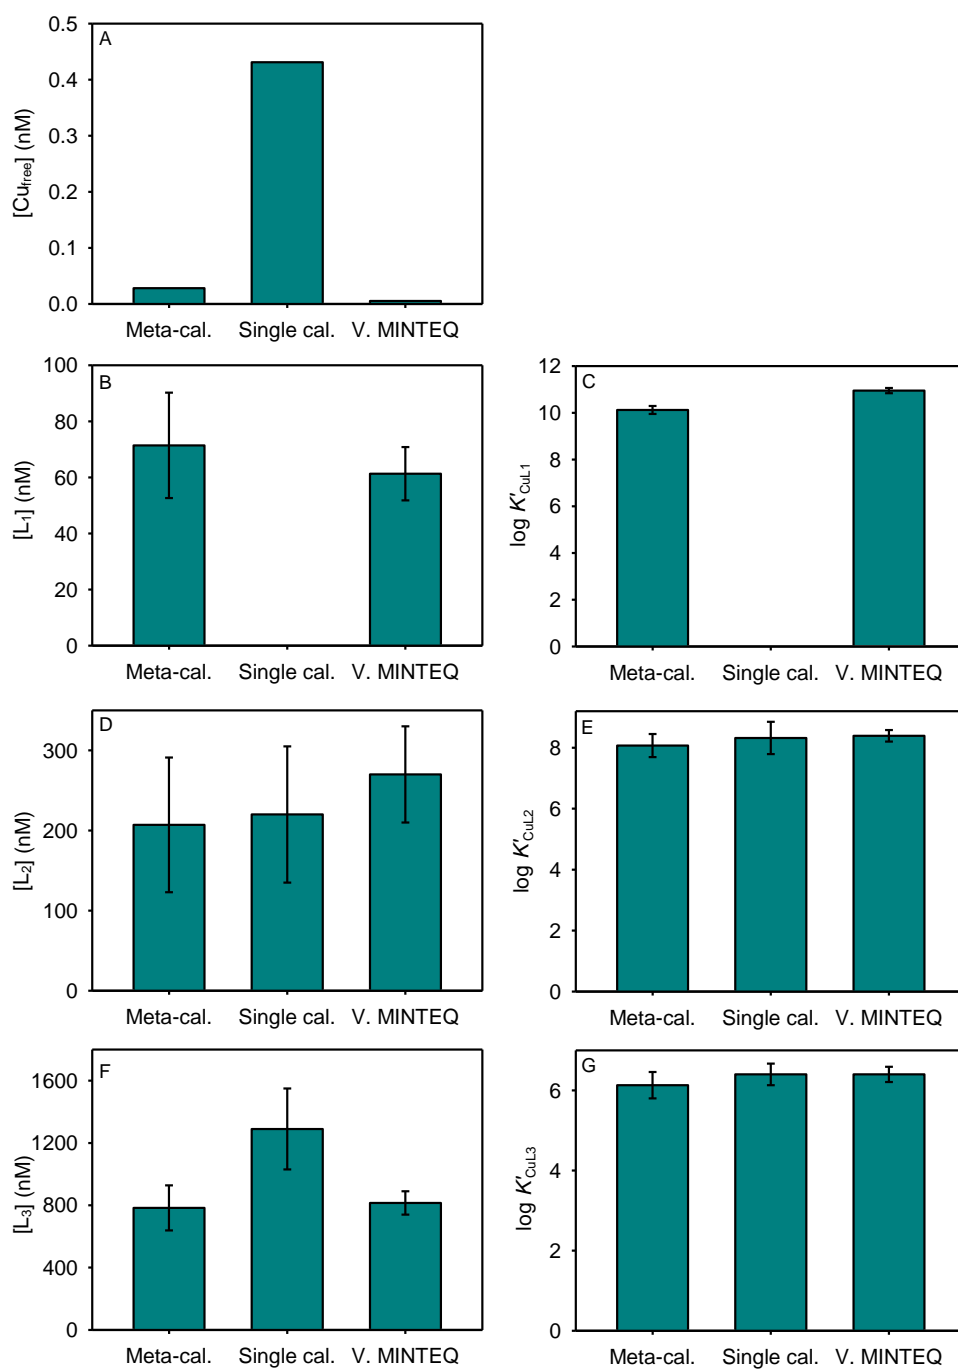 A
[Cufree] (nM)
0.5
0.4
0.3
0.2
0.1
0.0
Meta-cal. Single cal. V. MINTEQ
B
[L1] (nM)
100
80
60
40
20
0
Meta-cal. Single cal. V. MINTEQ
C
log K'CuL1
12
10
8
6
4
2
0
Meta-cal. Single cal. V. MINTEQ
D
[L2] (nM)
300
200
100
0
Meta-cal. Single cal. V. MINTEQ
E
log K'CuL2
8
6
4
2
0
Meta-cal. Single cal. V. MINTEQ
F
[L3] (nM)
1600
1200
800
400
0
Meta-cal. Single cal. V. MINTEQ
G
log K'CuL3
6
4
2
0
Meta-cal. Single cal. V. MINTEQ